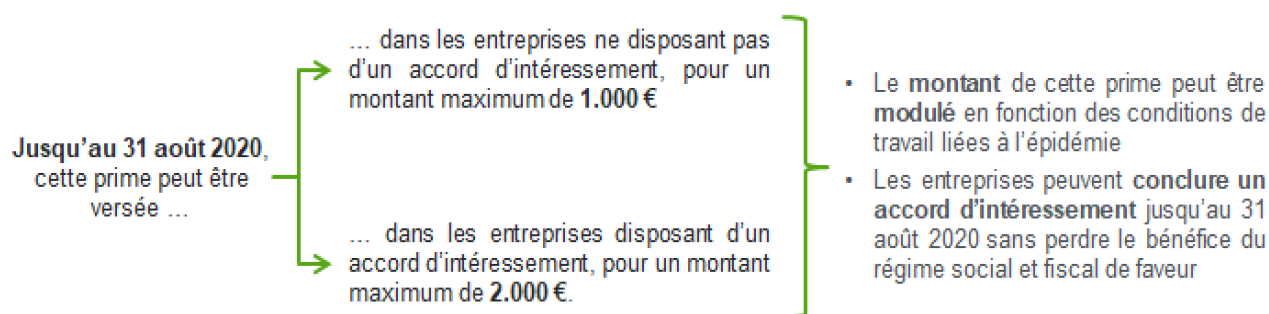 Jusqu'au 31 août 2020,
cette prime peut être
versée ...
... dans les entreprises ne disposant pas
d'un accord d'intéressement, pour un
montant maximum de 1.000 €
... dans les entreprises disposant d'un
accord d'intéressement, pour un montant
maximum de 2.000 €.
• Le montant de cette prime peut être
modulé en fonction des conditions de
travail liées à l'épidémie
• Les entreprises peuvent conclure un
accord d'intéressement jusqu'au 31
août 2020 sans perdre le bénéfice du
régime social et fiscal de faveur